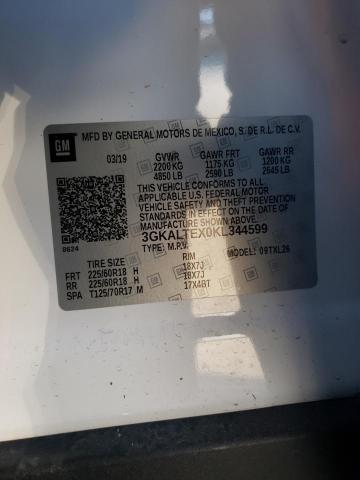 GM
MFD BY GENERAL MOTORS DE MEXICO, S. DE R.L. DE C.V.
03/19 GVWR GAWR FRT GAWR RR
2200 KG 1175 KG 1200 KG
4850 LB 2590 LB 2645 LB
THIS VEHICLE CONFORMS TO ALL
APPLICABLE U.S. FEDERAL MOTOR
VEHICLE SAFETY, BUMPER, AND THEFT
PREVENTION STANDARDS IN EFFECT ON
THE DATE OF MANUFACTURE SHOWN ABOVE.
3GKALTEX0KL344599
9624 TYPE: M.P.V. MODEL: 09TXL26
TIRE SIZE RIM
FRT 225/60R18 H 18X7J
RR 225/60R18 H 18X7J
SPA T125/70R17 M 17X4BT